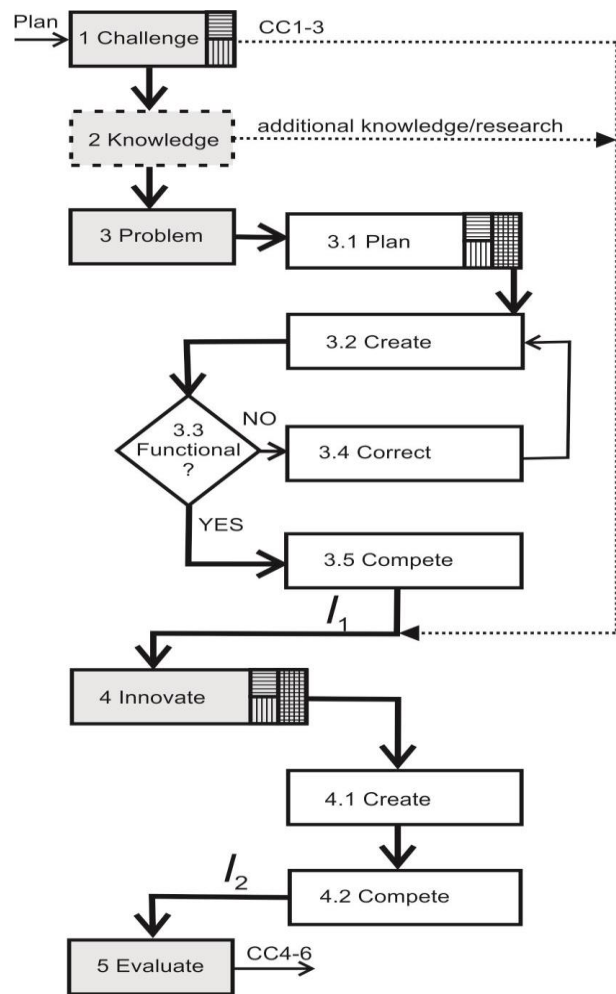 Plan
1 Challenge
CC1-3
2 Knowledge
additional knowledge/research
3 Problem
3.1 Plan
3.2 Create
3.3
Functional
?
NO
3.4 Correct
YES
3.5 Compete
I1
4 Innovate
4.1 Create
4.2 Compete
I2
5 Evaluate
CC4-6